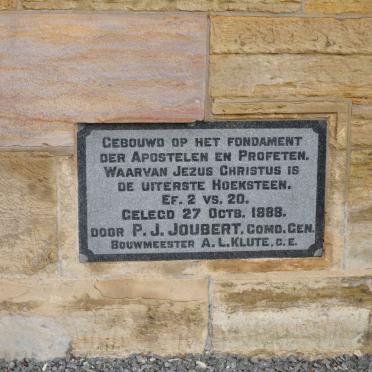 Gebouwd op het fondament
der Apostelen en Profeten.
Waarvan Jezus Christus is
de uiterste Hoeksteen.
Ef. 2 vs. 20.
Gelegd 27 Octb. 1888.
door P. J. Joubert, Comd. Gen.
Bouwmeester A. L. Klute, C. E.